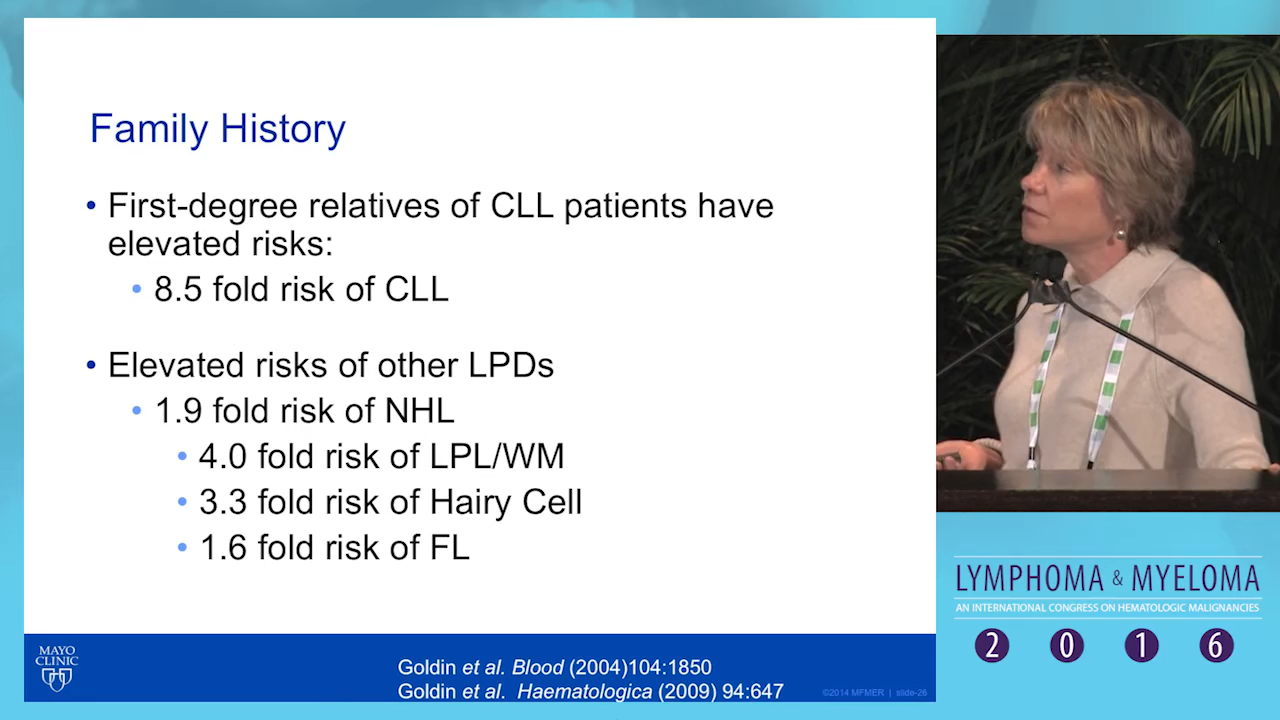 Family History
• First-degree relatives of CLL patients have
elevated risks:
• 8.5 fold risk of CLL
• Elevated risks of other LPDs
• 1.9 fold risk of NHL
• 4.0 fold risk of LPL/WM
• 3.3 fold risk of Hairy Cell
• 1.6 fold risk of FL
MAYO
CLINIC
Goldin et al. Blood (2004)104:1850
Goldin et al. Haematologica (2009) 94:647
©2014 MFMER | slide-26
LYMPHOMA & MYELOMA
AN INTERNATIONAL CONGRESS ON HEMATOLOGIC MALIGNANCIES
2 0 1 6